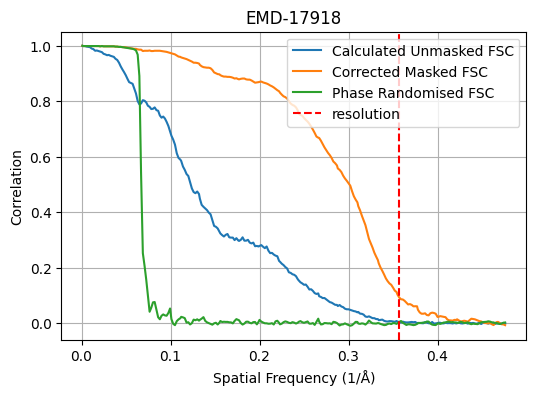 EMD-17918
Calculated Unmasked FSC
Corrected Masked FSC
Phase Randomised FSC
resolution
Correlation
1.0
0.8
0.6
0.4
0.2
0.0
0.0 0.1 0.2 0.3 0.4
Spatial Frequency (1/Å)